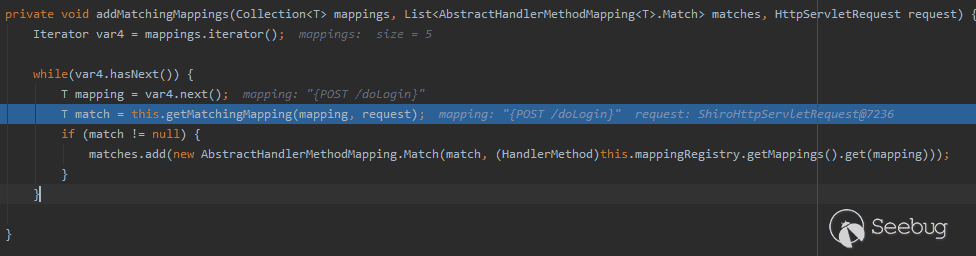 private void addMatchingMappings(Collection<T> mappings, List<AbstractHandlerMethodMapping<T>.Match> matches, HttpServletRequest request) {
Iterator var4 = mappings.iterator(); mappings: size = 5
while(var4.hasNext()) {
T mapping = var4.next(); mapping: "{POST /doLogin}"
T match = this.getMatchingMapping(mapping, request); mapping: "{POST /doLogin}" request: ShiroHttpServletRequest@7236
if (match != null) {
matches.add(new AbstractHandlerMethodMapping.Match(match, (HandlerMethod)this.mappingRegistry.getMappings().get(mapping)));
}
}
}
Seebug